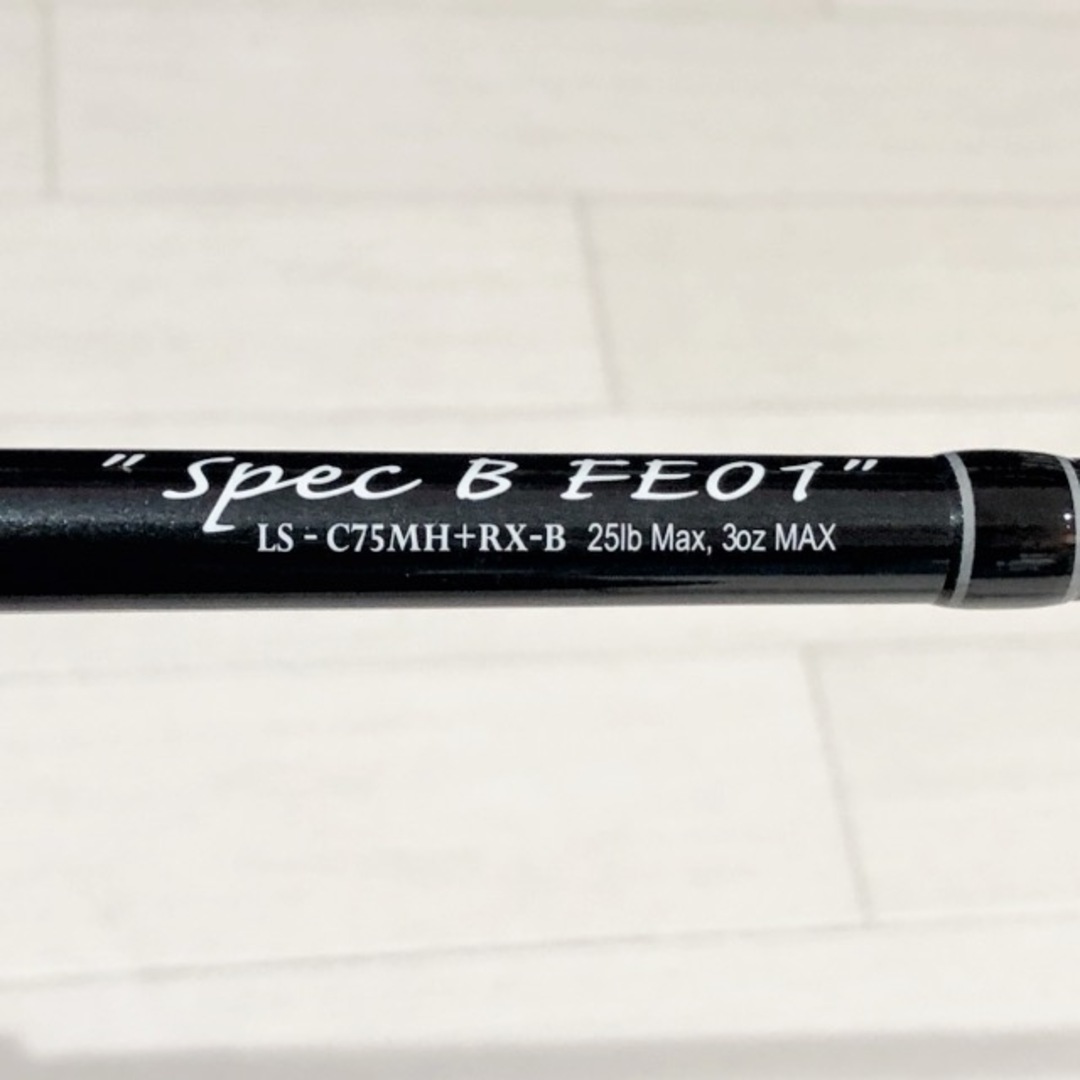 "Spec B FE01"
LS - C75MH+RX-B 25lb Max, 3oz MAX